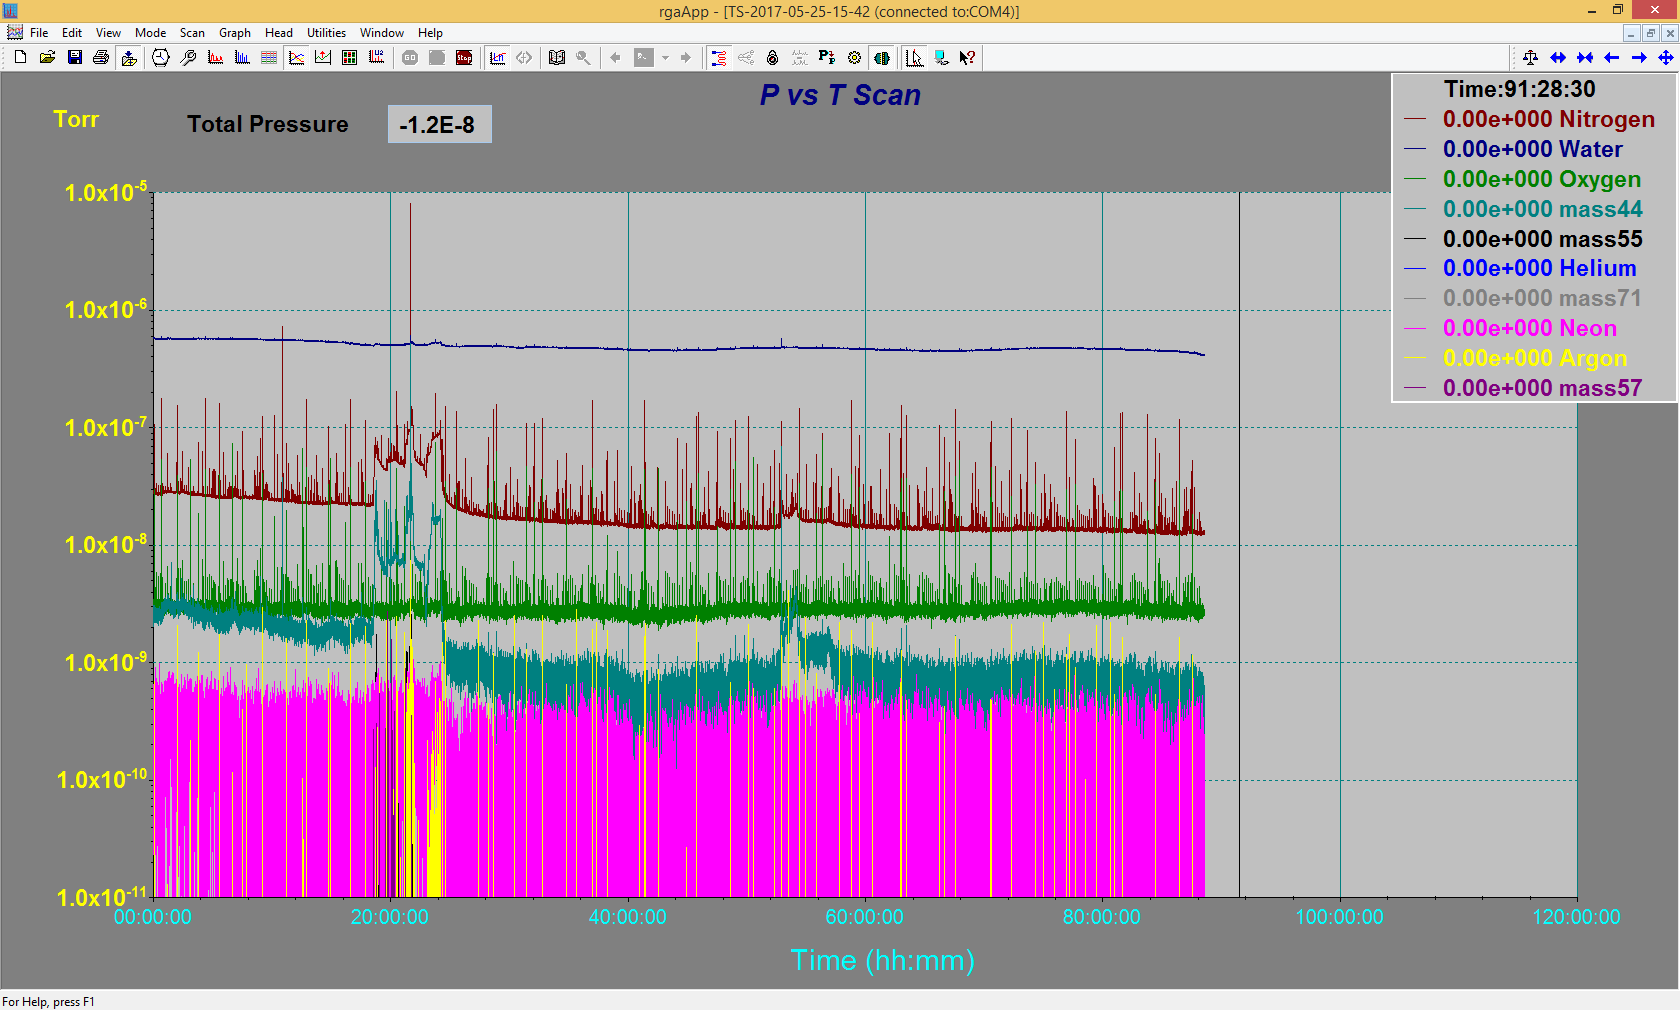 rgaApp - [TS-2017-05-25-15-42 (connected to:COM4)]
File Edit View Mode Scan Graph Head Utilities Window Help
GO Stop
P vs T Scan
Torr
Total Pressure -1.2E-8
Time:91:28:30
0.00e+000 Nitrogen
0.00e+000 Water
0.00e+000 Oxygen
0.00e+000 mass44
0.00e+000 mass55
0.00e+000 Helium
0.00e+000 mass71
0.00e+000 Neon
0.00e+000 Argon
0.00e+000 mass57
1.0x10-5
1.0x10-6
1.0x10-7
1.0x10-8
1.0x10-9
1.0x10-10
1.0x10-11
00:00:00 20:00:00 40:00:00 60:00:00 80:00:00 100:00:00 120:00:00
Time (hh:mm)
For Help, press F1